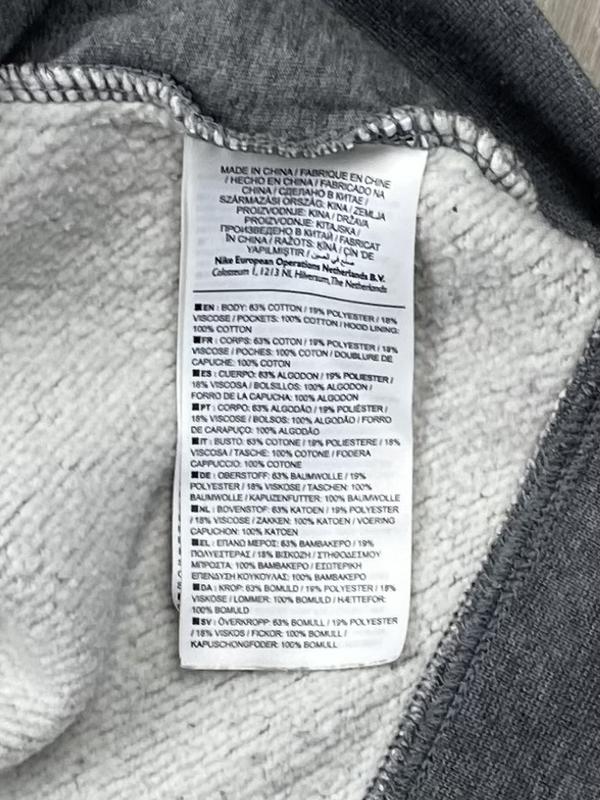 MADE IN CHINA / FABRIQUE EN CHINE
/ HECHO EN CHINA / FABRICADO NA
CHINA / СДЕЛАНО В КИТАЕ /
SZÁRMAZÁSI ORSZÁG: KINA / ZEMLJA
PROIZVODNJE: KINA / DRŽAVA
PROIZVODNJE: KITAJSKA /
ПРОИЗВЕДЕНО В КИТАЙ / FABRICAT
ÎN CHINA / RAŽOTS: ĶĪNĀ / ÇİN 'DE
YAPILMIŞTIR / صنع في الصين
Nike European Operations Netherlands B.V.
Colosseum 1, 1213 NL Hilversum, The Netherlands
■EN : BODY: 63% COTTON / 19% POLYESTER / 18%
VISCOSE / POCKETS: 100% COTTON / HOOD LINING:
100% COTTON
■FR : CORPS: 63% COTON / 19% POLYESTER / 18%
VISCOSE / POCHES: 100% COTON / DOUBLURE DE
CAPUCHE: 100% COTON
■ES : CUERPO: 63% ALGODON / 19% POLIESTER /
18% VISCOSA / BOLSILLOS: 100% ALGODON /
FORRO DE LA CAPUCHA: 100% ALGODON
■PT : CORPO: 63% ALGODÃO / 19% POLIÉSTER /
18% VISCOSE / BOLSOS: 100% ALGODÃO / FORRO
DE CARAPUÇO: 100% ALGODÃO
■IT : BUSTO: 63% COTONE / 19% POLIESTERE / 18%
VISCOSA / TASCHE: 100% COTONE / FODERA
CAPPUCCIO: 100% COTONE
■DE : OBERSTOFF: 63% BAUMWOLLE / 19%
POLYESTER / 18% VISKOSE / TASCHEN: 100%
BAUMWOLLE / KAPUZENFUTTER: 100% BAUMWOLLE
■NL : BOVENSTOF: 63% KATOEN / 19% POLYESTER
/ 18% VISCOSE / ZAKKEN: 100% KATOEN / VOERING
CAPUCHON: 100% KATOEN
■EL : ΕΠΑΝΩ ΜΕΡΟΣ: 63% ΒΑΜΒΑΚΕΡΟ / 19%
ΠΟΛΥΕΣΤΕΡΑΣ / 18% ΒΙΣΚΟΖΗ / ΣΤΗΘΟΔΕΣΜΟΥ
ΜΠΡΟΣΤΑ: 100% ΒΑΜΒΑΚΕΡΟ / ΕΣΩΤΕΡΙΚΗ
ΕΠΕΝΔΥΣΗ ΚΟΥΚΟΥΛΑΣ: 100% ΒΑΜΒΑΚΕΡΟ
■DA : KROP: 63% BOMULD / 19% POLYESTER / 18%
VISKOSE / LOMMER: 100% BOMULD / HÆTTEFOR:
100% BOMULD
■SV : ÖVERKROPP: 63% BOMULL / 19% POLYESTER
/ 18% VISKOS / FICKOR: 100% BOMULL /
KAPUSCHONGFODER: 100% BOMULL